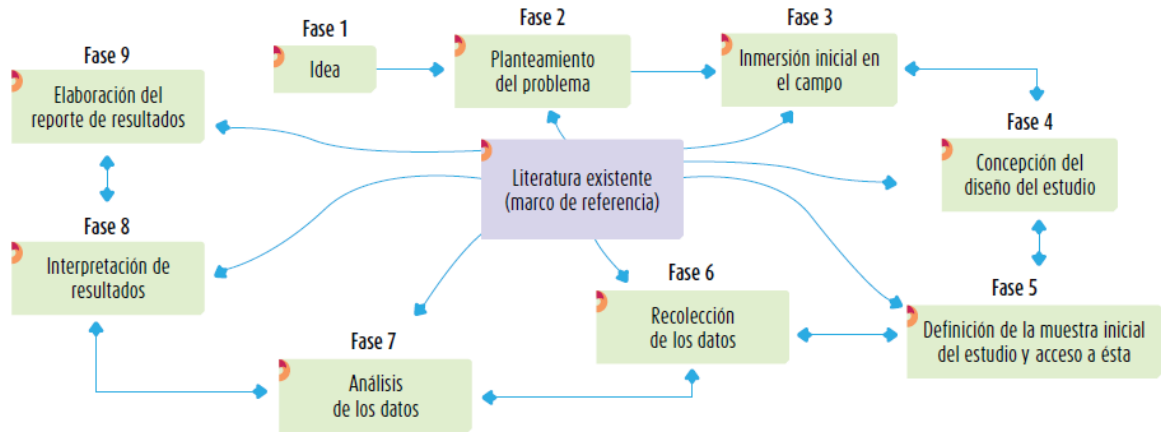 Fase 1
Idea
Fase 2
Planteamiento
del problema
Fase 3
Inmersión inicial en
el campo
Fase 4
Concepción del
diseño del estudio
Fase 5
Definición de la muestra inicial
del estudio y acceso a ésta
Fase 6
Recolección
de los datos
Fase 7
Análisis
de los datos
Fase 8
Interpretación de
resultados
Fase 9
Elaboración del
reporte de resultados
Literatura existente
(marco de referencia)